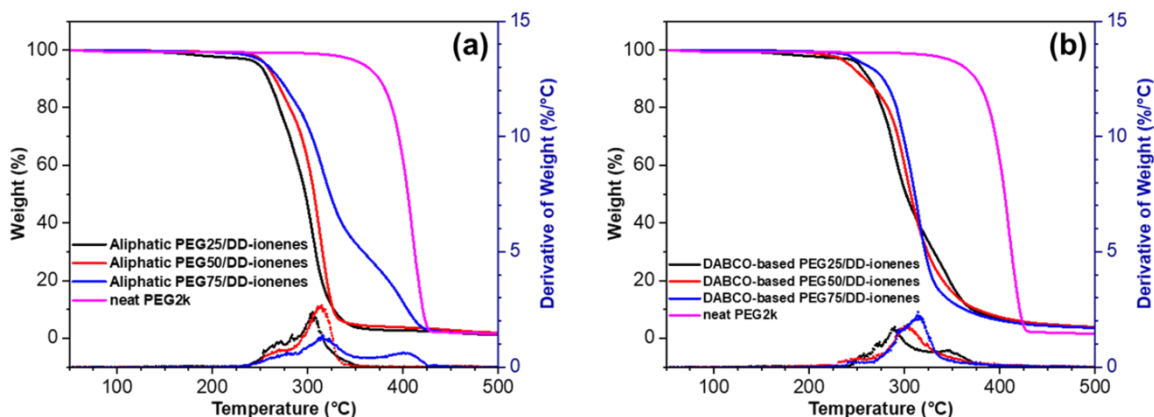 (a)
Weight (%)
100
80
60
40
20
0
Aliphatic PEG25/DD-ionenes
Aliphatic PEG50/DD-ionenes
Aliphatic PEG75/DD-ionenes
neat PEG2k
15
10
5
0
Derivative of Weight (%/°C)
100 200 300 400 500
Temperature (°C)
(b)
Weight (%)
100
80
60
40
20
0
DABCO-based PEG25/DD-ionenes
DABCO-based PEG50/DD-ionenes
DABCO-based PEG75/DD-ionenes
neat PEG2k
15
10
5
0
Derivative of Weight (%/°C)
100 200 300 400 500
Temperature (°C)